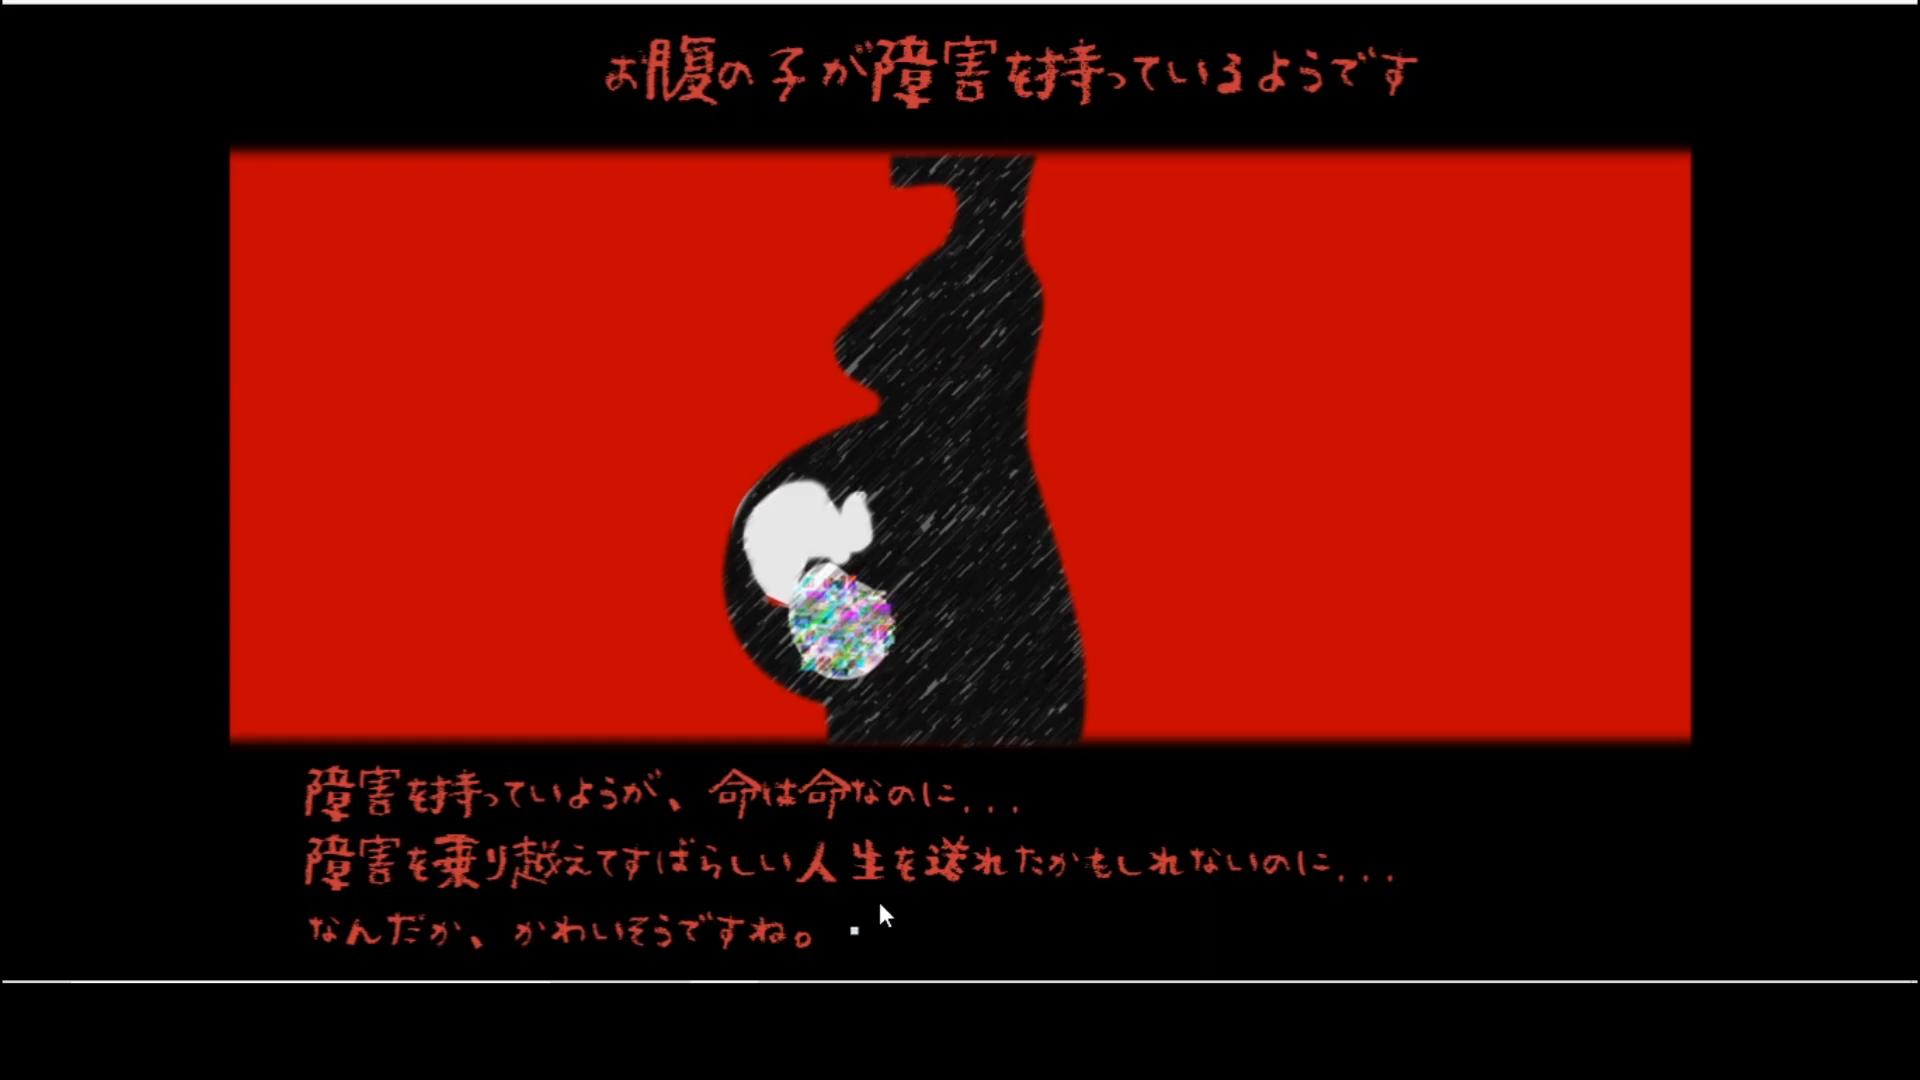 お腹の子が障害を持っているようです
障害を持っていようが、命は命なのに...
障害を乗り越えてすばらしい人生を送れたかもしれないのに...
なんだか、かわいそうですね。